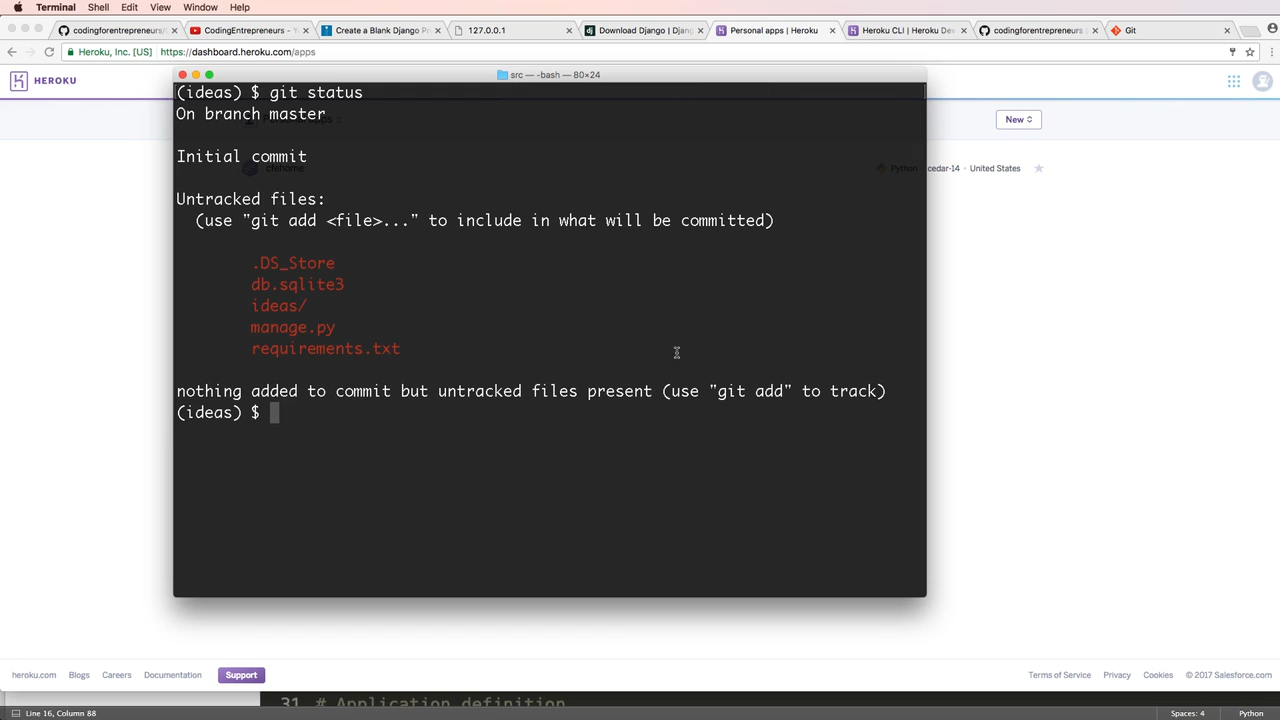 Terminal Shell Edit View Window Help
codingforentrepreneurs/
CodingEntrepreneurs - Y
Create a Blank Django Pr
127.0.0.1
Download Django | Djang
Personal apps | Heroku
Heroku CLI | Heroku Dev
codingforentrepreneurs
Git
Heroku, Inc. [US] https://dashboard.heroku.com/apps
HEROKU
src — -bash — 80×24
(ideas) $ git status
On branch master
New
Initial commit
cfehome
Python cedar-14 · United States
Untracked files:
(use "git add <file>..." to include in what will be committed)
.DS_Store
db.sqlite3
ideas/
manage.py
requirements.txt
nothing added to commit but untracked files present (use "git add" to track)
(ideas) $
heroku.com Blogs Careers Documentation Support
Terms of Service Privacy Cookies © 2017 Salesforce.com
31 # Application definition
Line 16, Column 88
Spaces: 4 Python